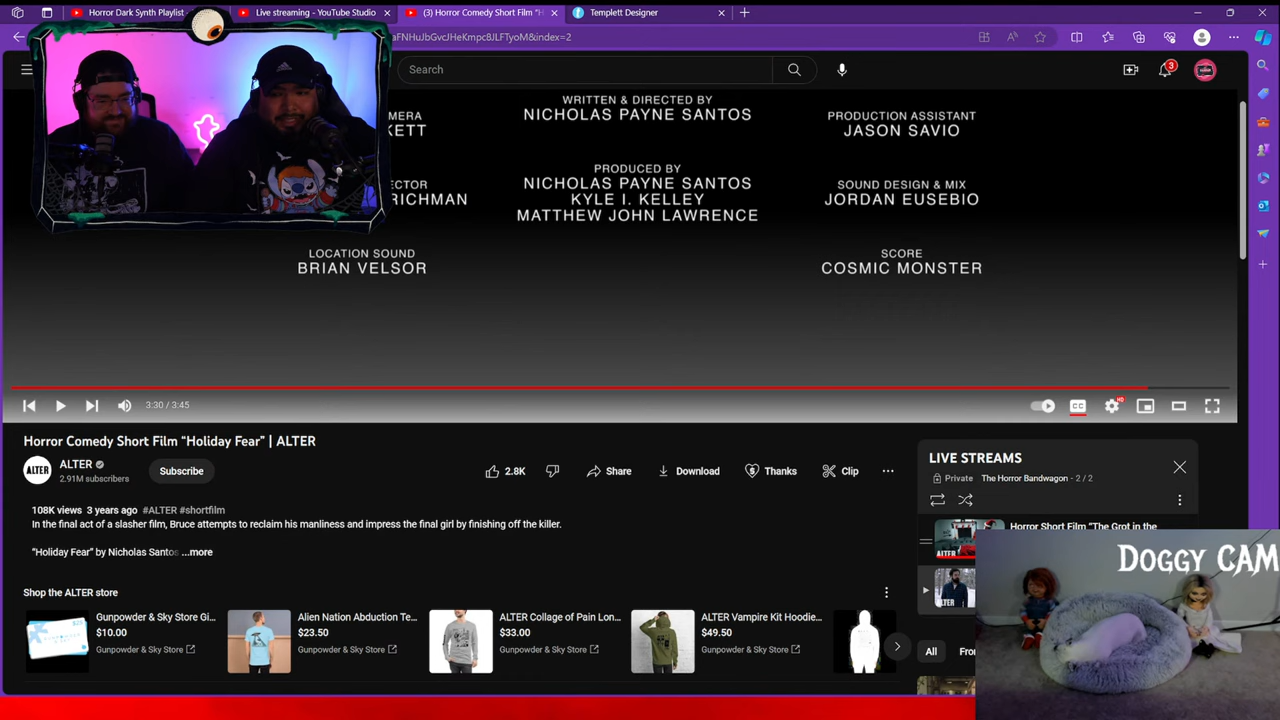 Horror Dark Synth Playlist -
Live streaming - YouTube Studio
(3) Horror Comedy Short Film "H
Templett Designer
aFNHuJbGvcJHeKmpc8JLFTyoM&index=2
Search
3
MERA
KETT
WRITTEN & DIRECTED BY
NICHOLAS PAYNE SANTOS
PRODUCTION ASSISTANT
JASON SAVIO
ECTOR
RICHMAN
PRODUCED BY
NICHOLAS PAYNE SANTOS
KYLE I. KELLEY
MATTHEW JOHN LAWRENCE
SOUND DESIGN & MIX
JORDAN EUSEBIO
LOCATION SOUND
BRIAN VELSOR
SCORE
COSMIC MONSTER
3:30 / 3:45
CC
HD
Horror Comedy Short Film “Holiday Fear” | ALTER
ALTER
ALTER
2.91M subscribers
Subscribe
2.8K
Share
Download
Thanks
Clip
108K views 3 years ago #ALTER #shortfilm
In the final act of a slasher film, Bruce attempts to reclaim his manliness and impress the final girl by finishing off the killer.
“Holiday Fear” by Nicholas Santos ...more
Shop the ALTER store
Gunpowder & Sky Store Gi...
$10.00
Gunpowder & Sky Store
Alien Nation Abduction Te...
$23.50
Gunpowder & Sky Store
ALTER Collage of Pain Lon...
$33.00
Gunpowder & Sky Store
ALTER Vampire Kit Hoodie...
$49.50
Gunpowder & Sky Store
LIVE STREAMS
Private The Horror Bandwagon - 2 / 2
Horror Short Film “The Grot in the
ALTER
ALTER
All
Fro
DOGGY CAM